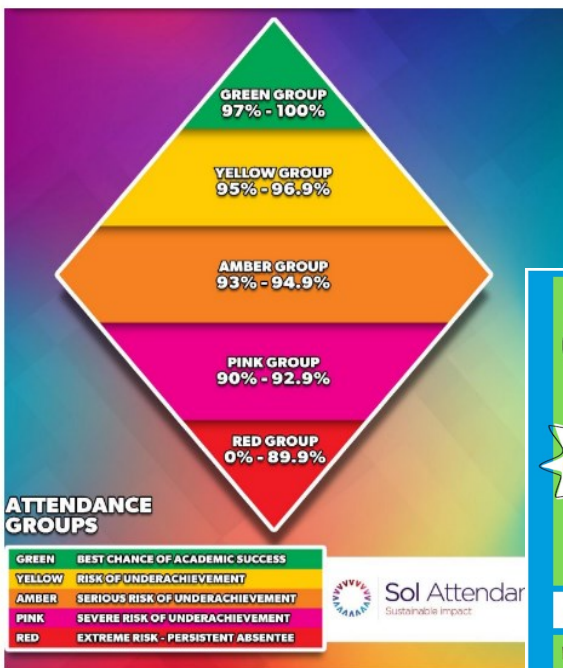 GREEN GROUP
97% - 100%
YELLOW GROUP
95% - 96.9%
AMBER GROUP
93% - 94.9%
PINK GROUP
90% - 92.9%
RED GROUP
0% - 89.9%
ATTENDANCE
GROUPS
GREEN BEST CHANCE OF ACADEMIC SUCCESS
YELLOW RISK OF UNDERACHIEVEMENT
AMBER SERIOUS RISK OF UNDERACHIEVEMENT
PINK SEVERE RISK OF UNDERACHIEVEMENT
RED EXTREME RISK - PERSISTENT ABSENTEE
Sol Attendar
Sustainable impact